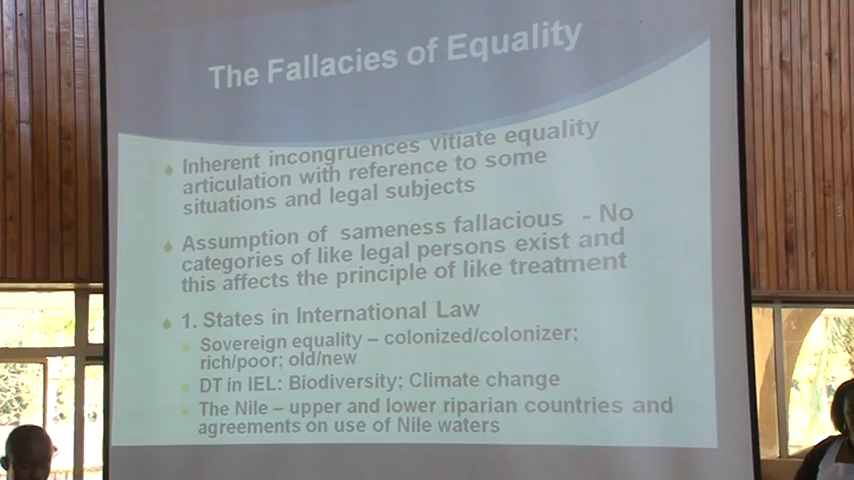 The Fallacies of Equality
Inherent incongruences vitiate equality
articulation with reference to some
situations and legal subjects
Assumption of sameness fallacious - No
categories of like legal persons exist and
this affects the principle of like treatment
1. States in International Law
Sovereign equality – colonized/colonizer;
rich/poor; old/new
DT in IEL: Biodiversity; Climate change
The Nile – upper and lower riparian countries and
agreements on use of Nile waters